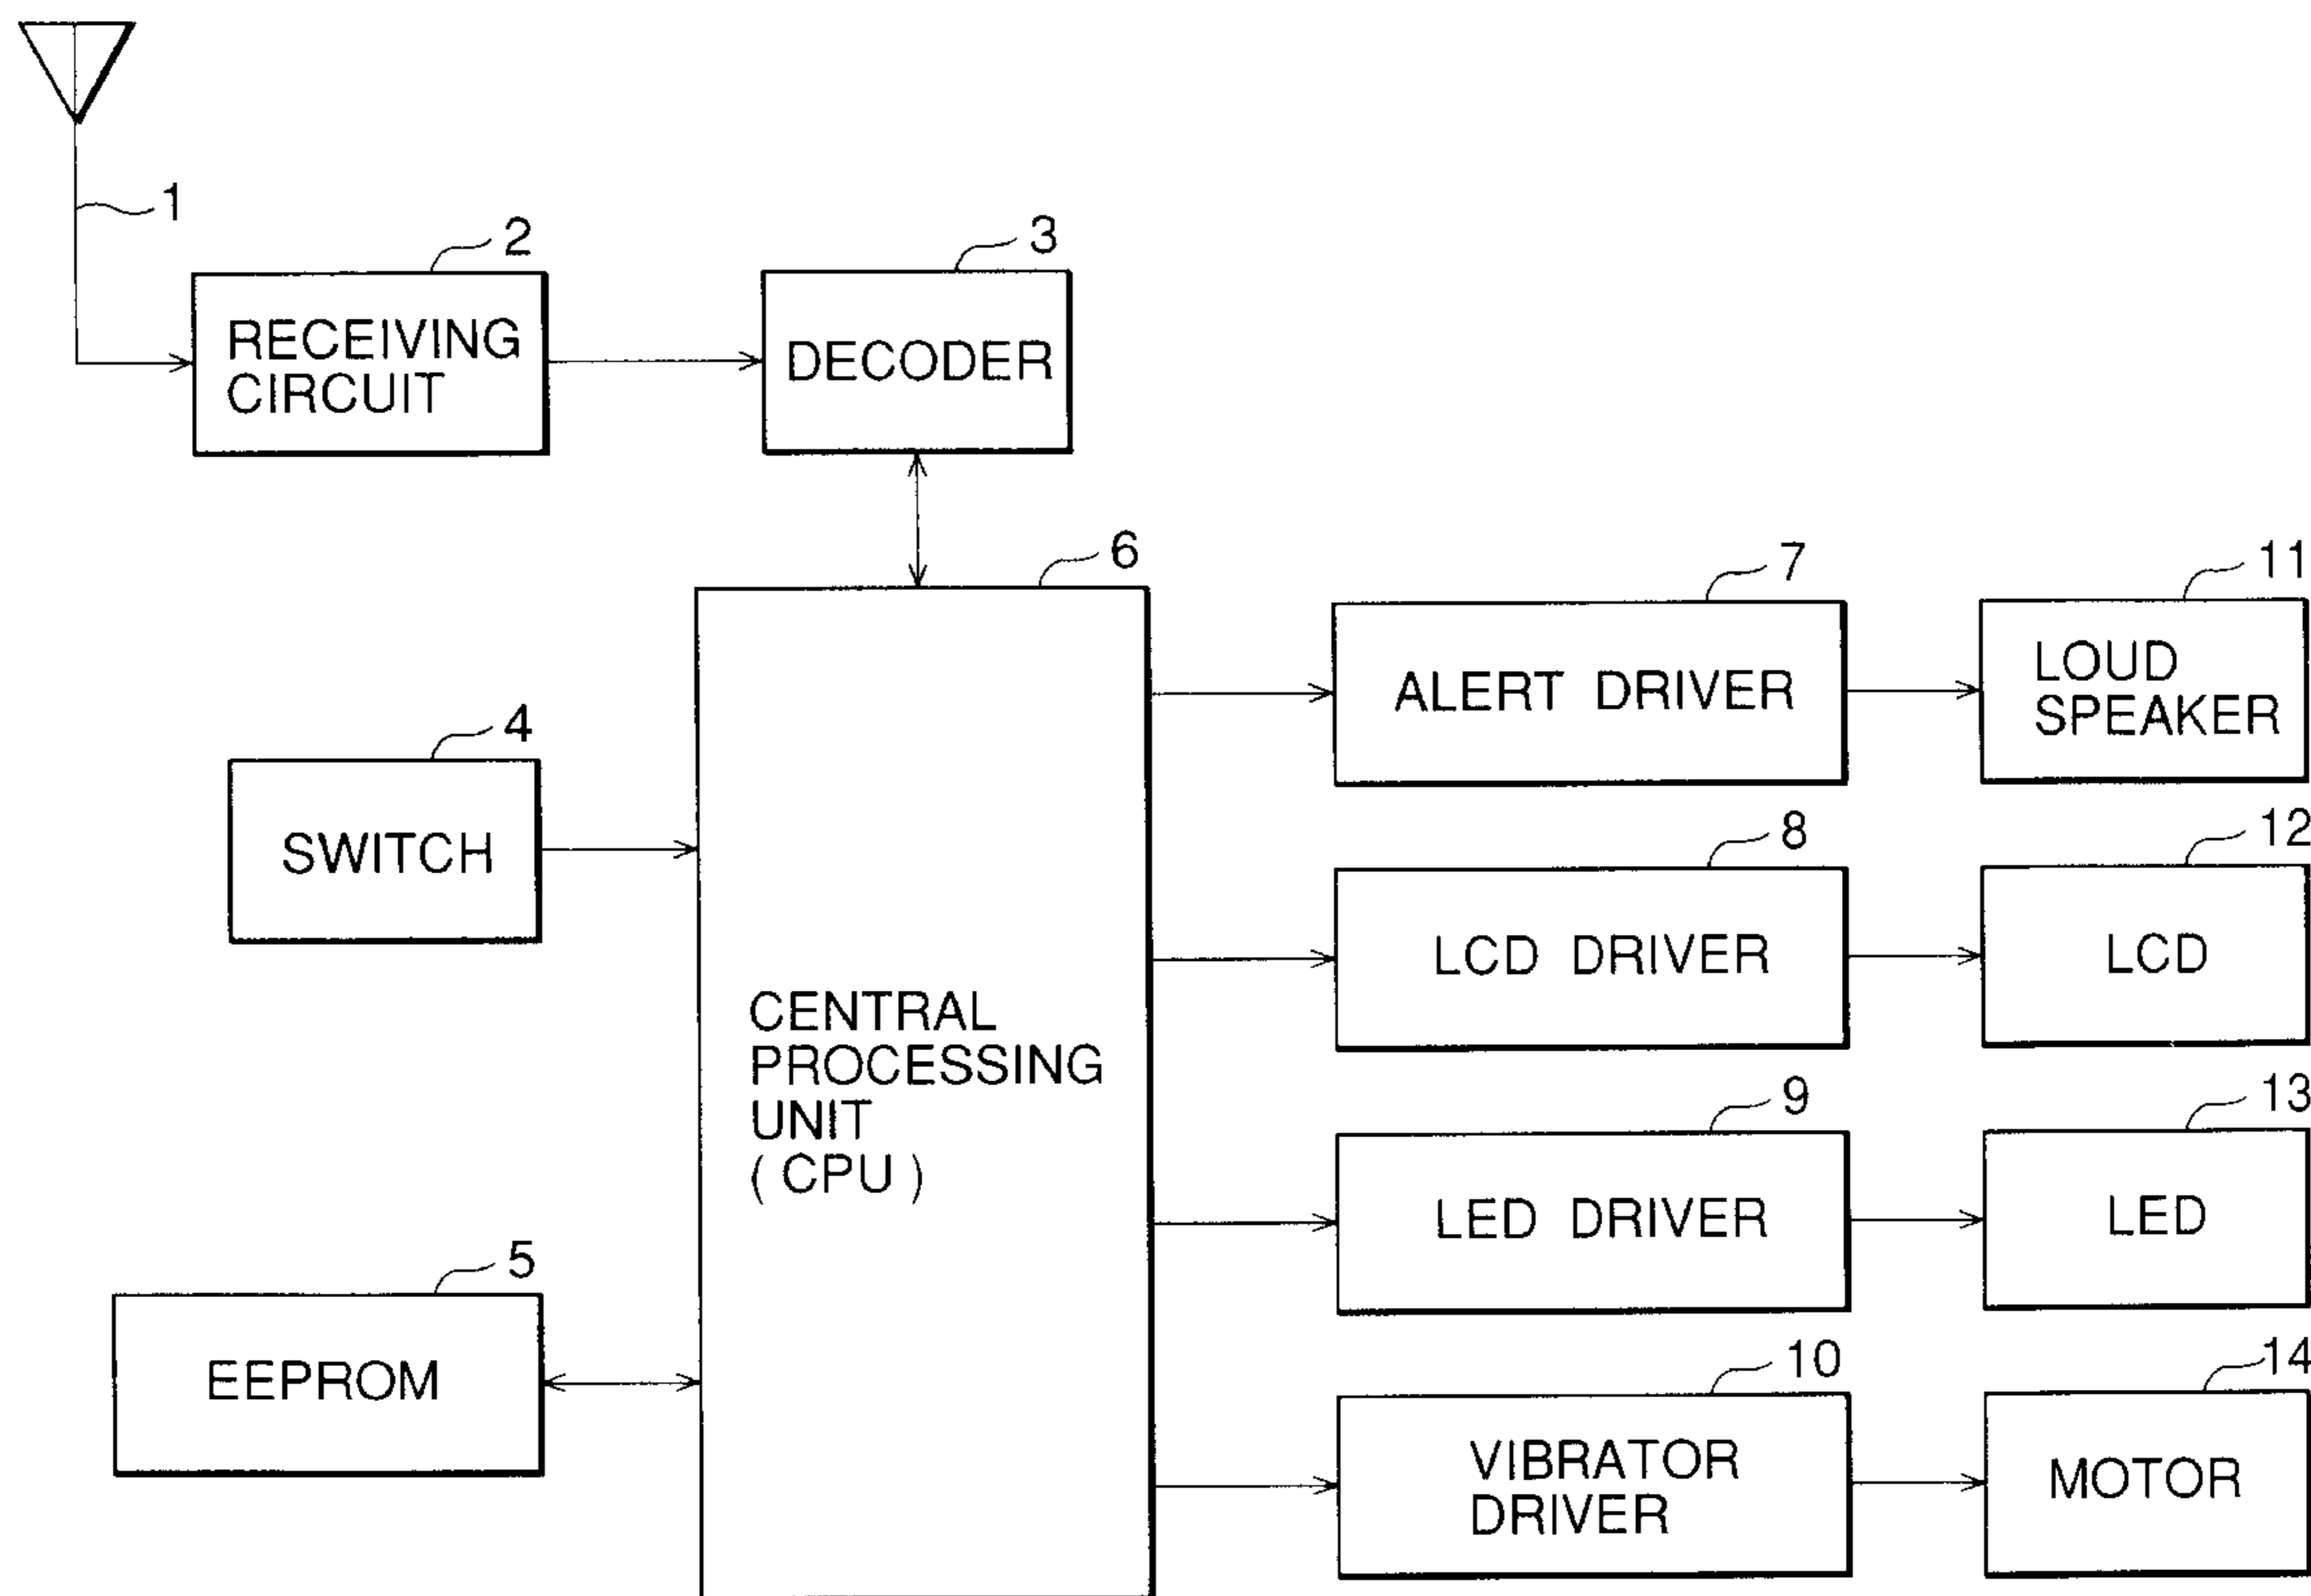 1
2
RECEIVING
CIRCUIT
3
DECODER
4
SWITCH
5
EEPROM
6
CENTRAL
PROCESSING
UNIT
( CPU )
7
ALERT DRIVER
11
LOUD
SPEAKER
8
LCD DRIVER
12
LCD
9
LED DRIVER
13
LED
10
VIBRATOR
DRIVER
14
MOTOR